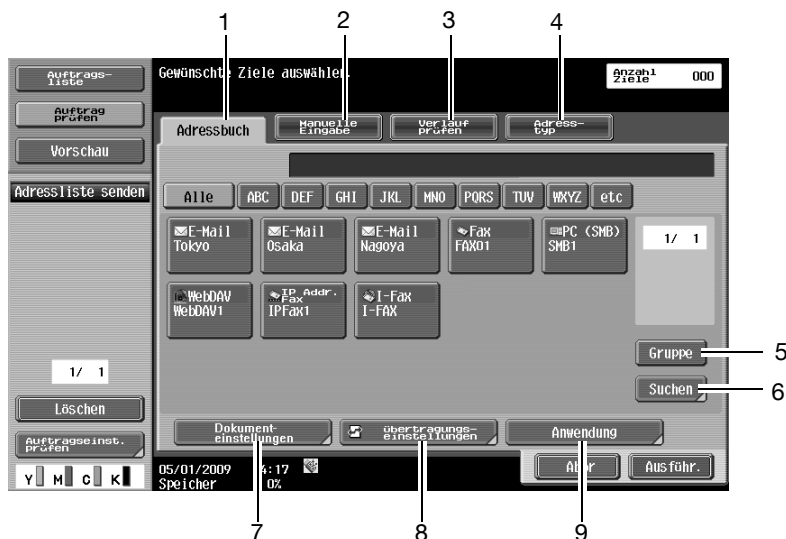 1 2 3 4
Auftrags-
liste
Auftrag
prüfen
Vorschau
Adressliste senden
1/ 1
Löschen
Auftragseinst.
prüfen
Y M C K
Gewünschte Ziele auswählen.
Anzahl
Ziele 000
Adressbuch
Manuelle
Eingabe
Verlauf
prüfen
Adress-
typ
Alle ABC DEF GHI JKL MNO PQRS TUV WXYZ etc
E-Mail
Tokyo
E-Mail
Osaka
E-Mail
Nagoya
Fax
FAX01
PC (SMB)
SMB1
1/ 1
WebDAV
WebDAV1
IP Addr.
Fax
IPFax1
I-Fax
I-FAX
Gruppe 5
Suchen 6
Dokument-
einstellungen
übertragungs-
einstellungen
Anwendung
05/01/2009 4:17
Speicher 0%
Ausführ.
7 8 9